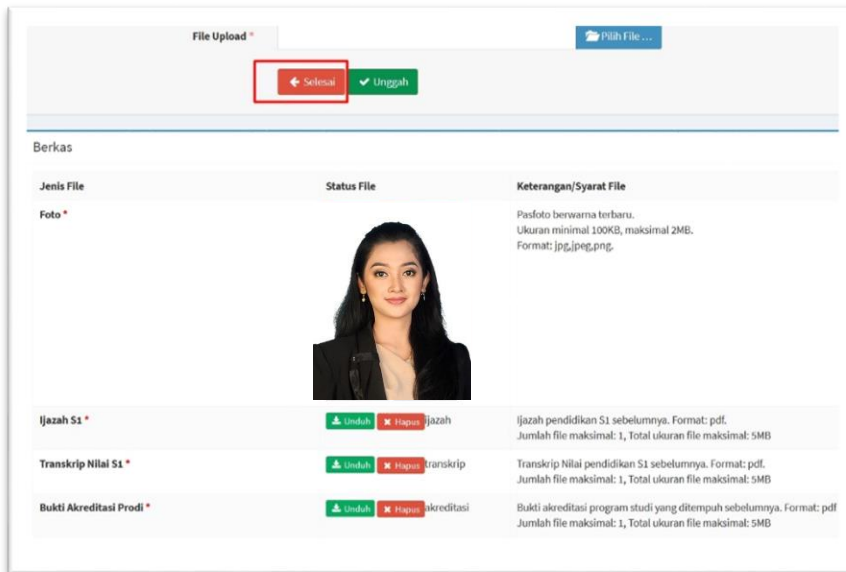 File Upload *
Pilih File ...
Selesai
Unggah
Berkas
Jenis File Status File Keterangan/Syarat File
Foto * Pasfoto berwarna terbaru.
Ukuran minimal 100KB, maksimal 2MB.
Format: jpg,jpeg,png.
Ijazah S1 * Unduh Hapus ijazah Ijazah pendidikan S1 sebelumnya. Format: pdf.
Jumlah file maksimal: 1, Total ukuran file maksimal: 5MB
Transkrip Nilai S1 * Unduh Hapus transkrip Transkrip Nilai pendidikan S1 sebelumnya. Format: pdf.
Jumlah file maksimal: 1, Total ukuran file maksimal: 5MB
Bukti Akreditasi Prodi * Unduh Hapus akreditasi Bukti akreditasi program studi yang ditempuh sebelumnya. Format: pdf
Jumlah file maksimal: 1, Total ukuran file maksimal: 5MB